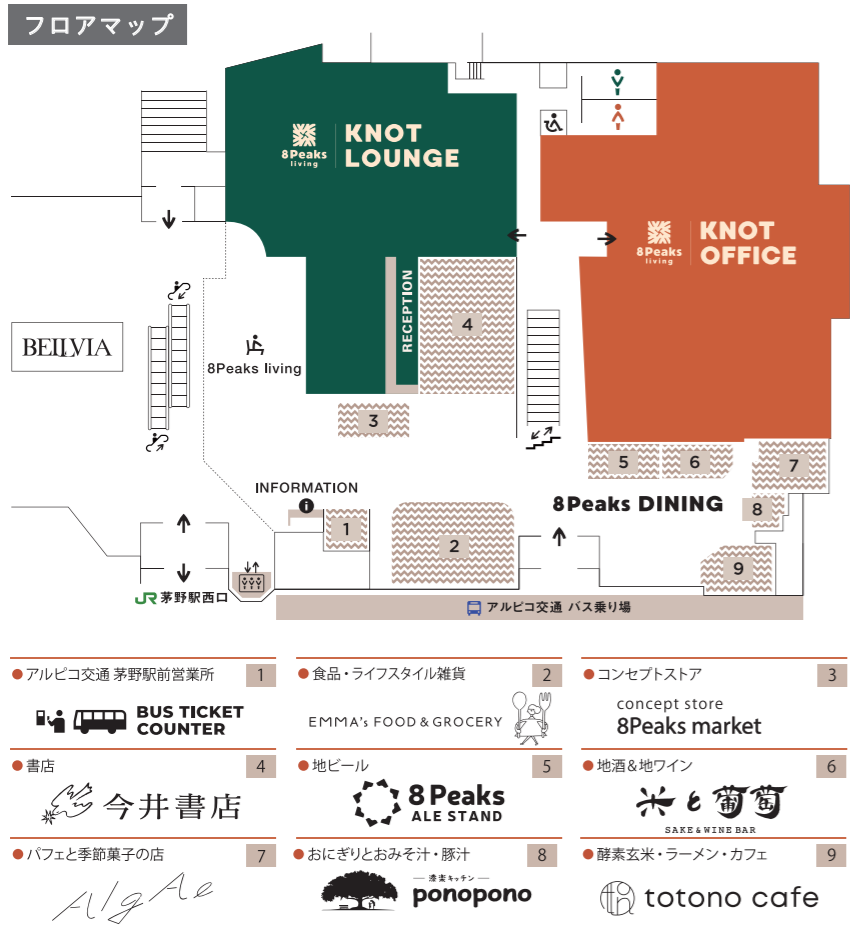 フロアマップ
8Peaks
living
KNOT
LOUNGE
8Peaks
living
KNOT
OFFICE
RECEPTION
4
BELLVIA
8Peaks living
3
5
6
7
INFORMATION
8Peaks DINING
8
1
2
9
JR 茅野駅西口
アルピコ交通 バス乗り場
アルピコ交通 茅野駅前営業所 1
BUS TICKET
COUNTER
食品・ライフスタイル雑貨 2
EMMA's FOOD & GROCERY
コンセプトストア 3
concept store
8Peaks market
書店 4
今井書店
地ビール 5
8 Peaks
ALE STAND
地酒&地ワイン 6
米と葡萄
SAKE & WINE BAR
パフェと季節菓子の店 7
AlgAe
おにぎりとおみそ汁・豚汁 8
漆楽キッチン
ponopono
酵素玄米・ラーメン・カフェ 9
totono cafe